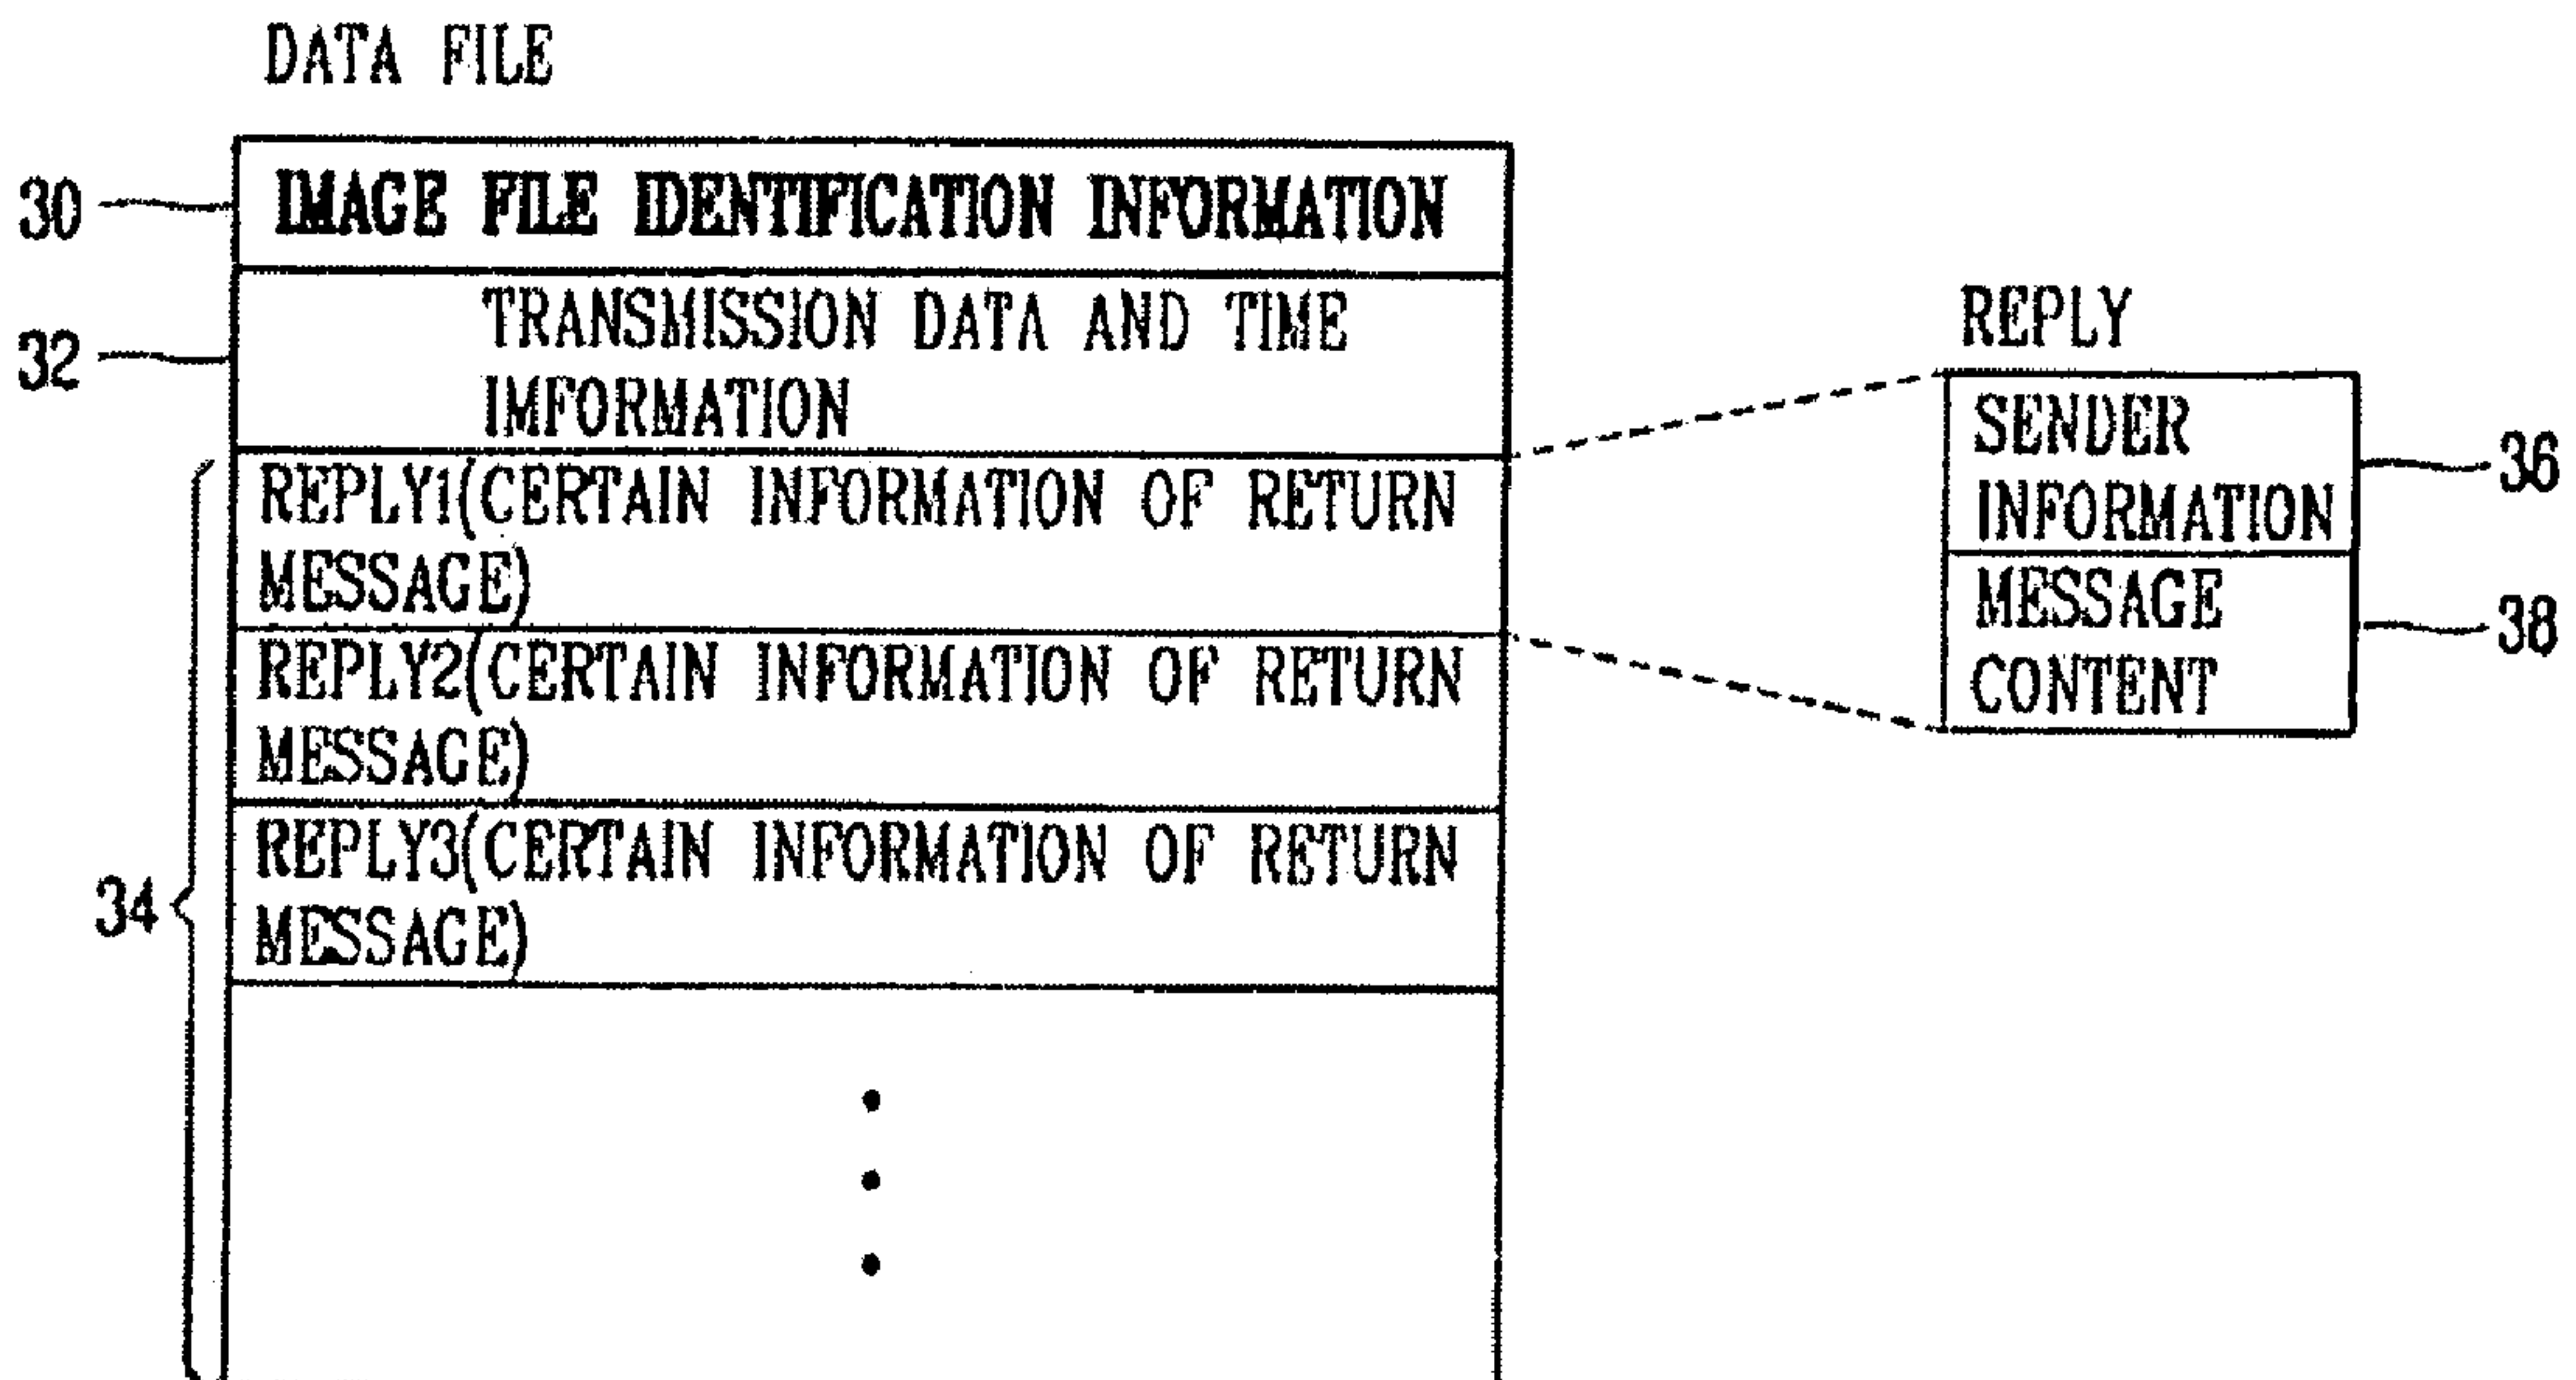 DATA FILE
30
IMAGE FILE IDENTIFICATION INFORMATION
32
TRANSMISSION DATA AND TIME
IMFORMATION
34
REPLY1(CERTAIN INFORMATION OF RETURN
MESSAGE)
REPLY2(CERTAIN INFORMATION OF RETURN
MESSAGE)
REPLY3(CERTAIN INFORMATION OF RETURN
MESSAGE)
REPLY
SENDER
INFORMATION
36
MESSAGE
CONTENT
38